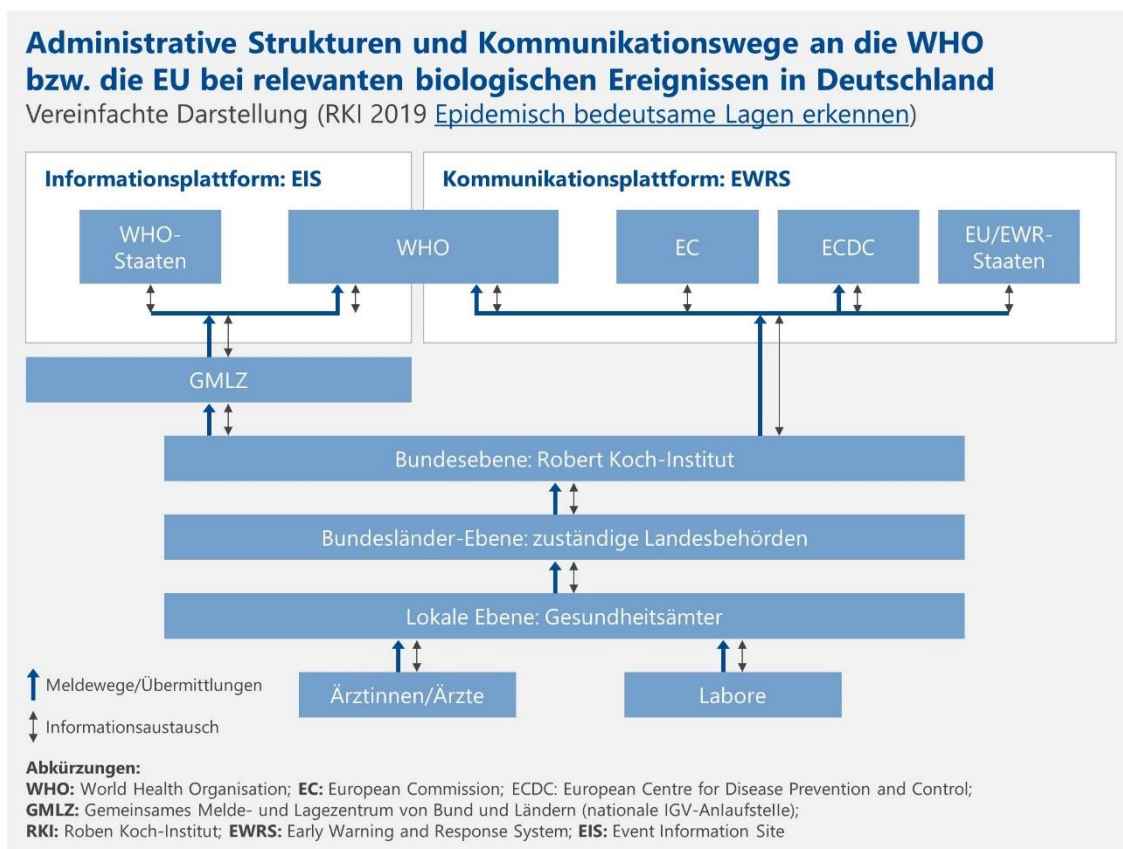 Administrative Strukturen und Kommunikationswege an die WHO
bzw. die EU bei relevanten biologischen Ereignissen in Deutschland
Vereinfachte Darstellung (RKI 2019 Epidemisch bedeutsame Lagen erkennen)
Informationsplattform: EIS
Kommunikationsplattform: EWRS
WHO-
Staaten
WHO
EC
ECDC
EU/EWR-
Staaten
GMLZ
Bundesebene: Robert Koch-Institut
Bundesländer-Ebene: zuständige Landesbehörden
Lokale Ebene: Gesundheitsämter
Ärztinnen/Ärzte
Labore
Meldewege/Übermittlungen
Informationsaustausch
Abkürzungen:
WHO: World Health Organisation; EC: European Commission; ECDC: European Centre for Disease Prevention and Control;
GMLZ: Gemeinsames Melde- und Lagezentrum von Bund und Ländern (nationale IGV-Anlaufstelle);
RKI: Roben Koch-Institut; EWRS: Early Warning and Response System; EIS: Event Information Site